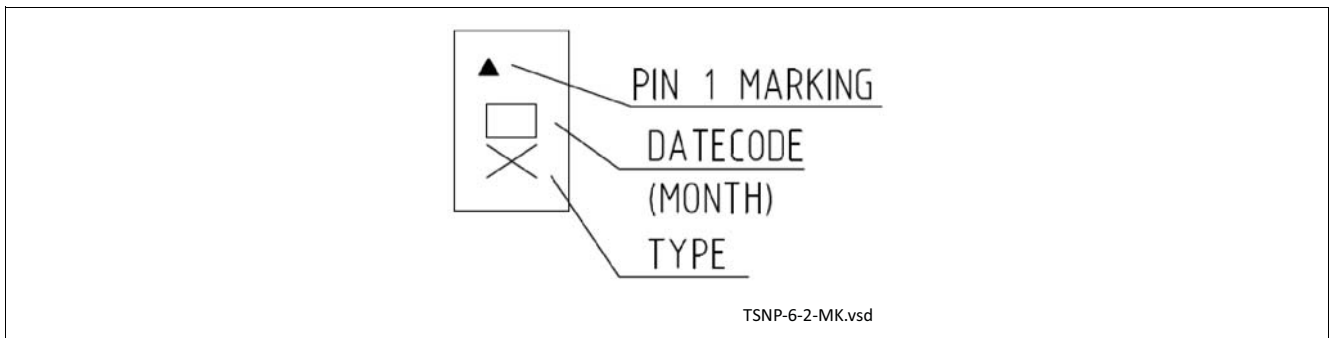 PIN 1 MARKING
DATECODE
(MONTH)
TYPE
TSNP-6-2-MK.vsd